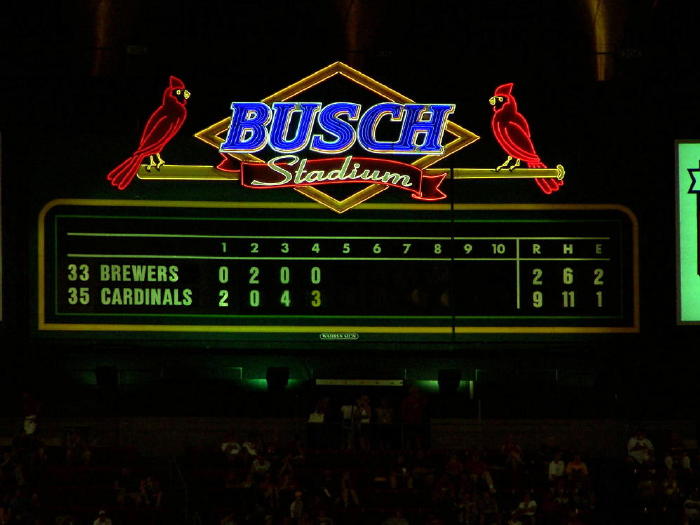 BUSCH
Stadium
1 2 3 4 5 6 7 8 9 10 R H E
33 BREWERS 0 2 0 0 2 6 2
35 CARDINALS 2 0 4 3 9 11 1